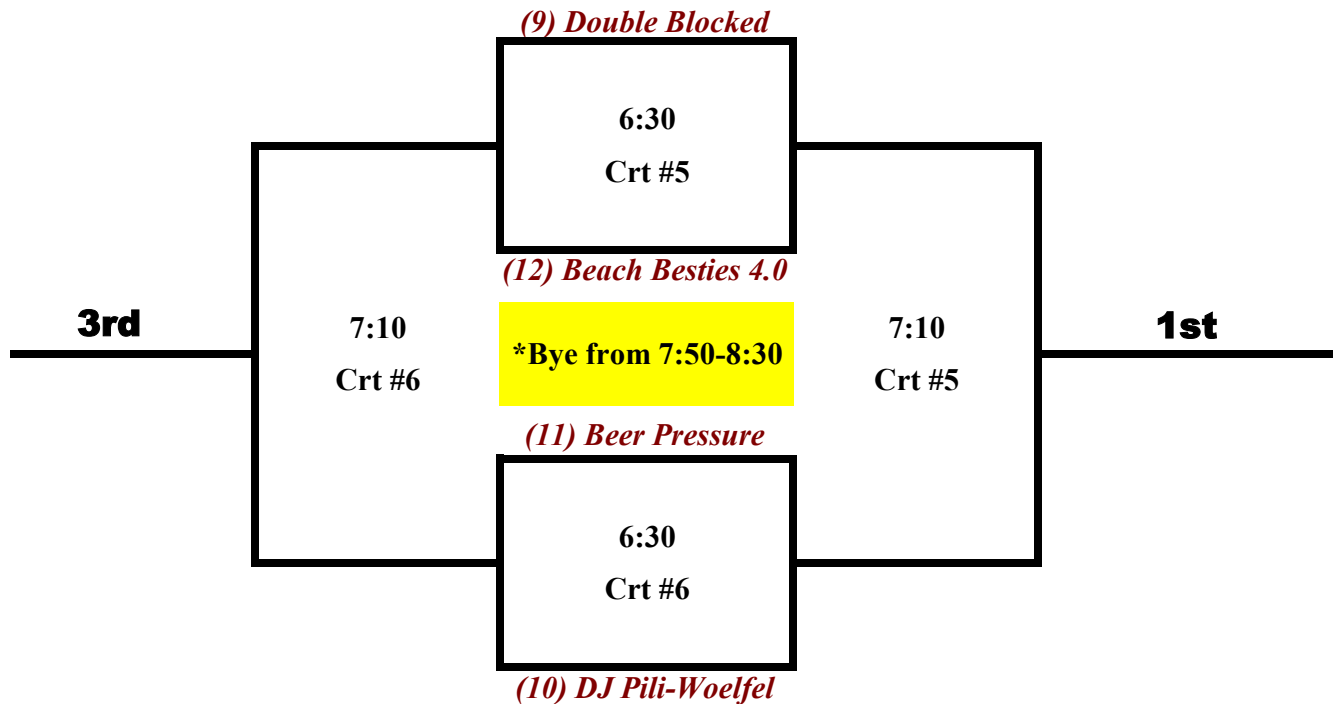 (9) Double Blocked
6:30
Crt #5
(12) Beach Besties 4.0
3rd
7:10
Crt #6
*Bye from 7:50-8:30
7:10
Crt #5
1st
(11) Beer Pressure
6:30
Crt #6
(10) DJ Pili-Woelfel